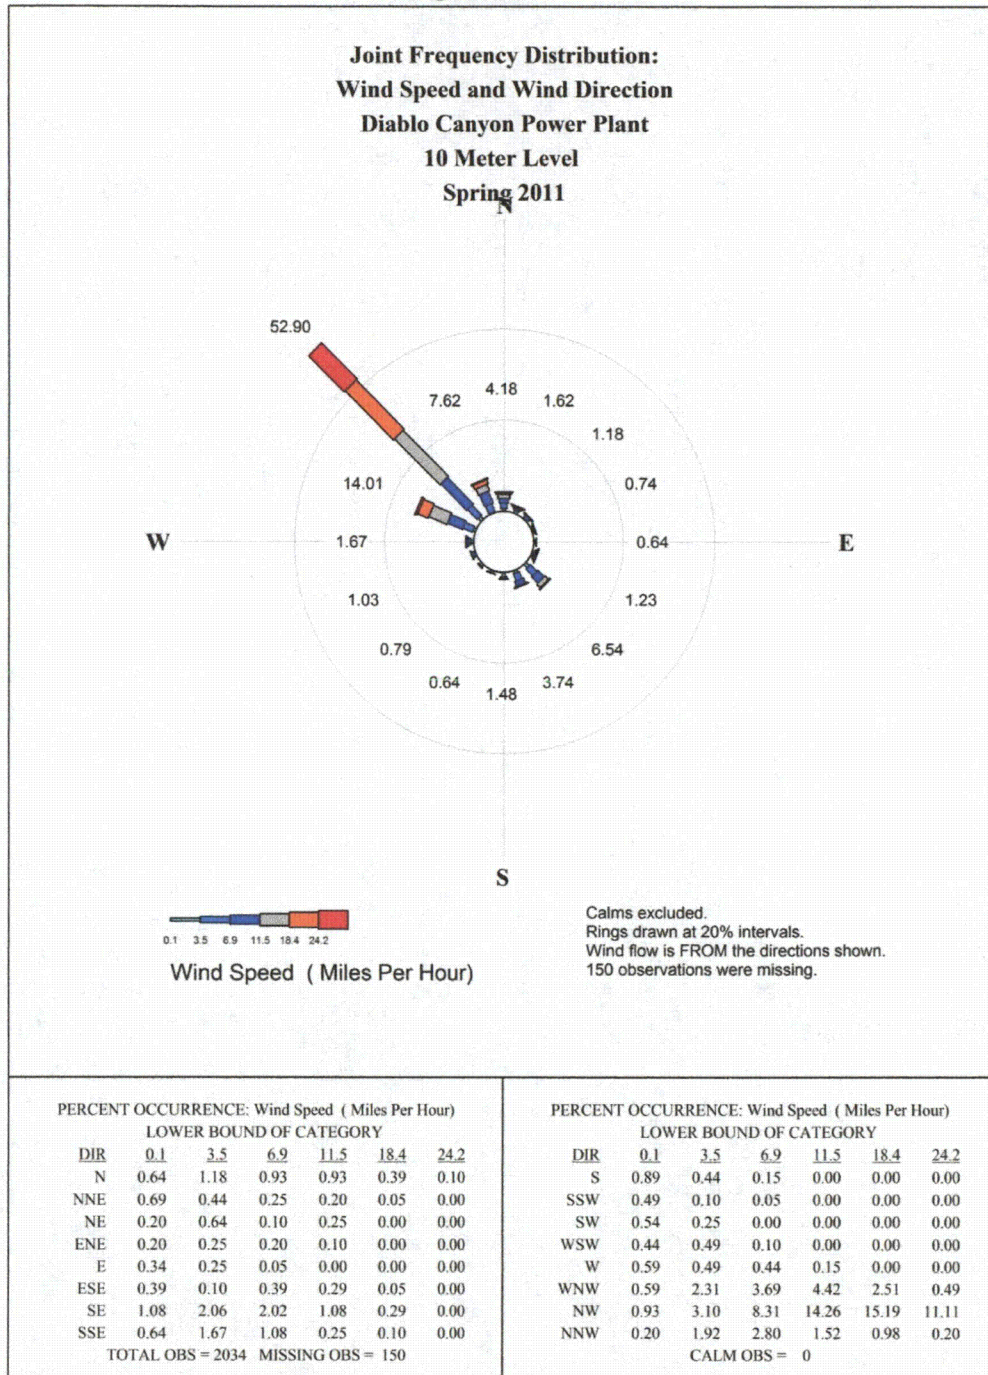 Joint Frequency Distribution:
Wind Speed and Wind Direction
Diablo Canyon Power Plant
10 Meter Level
Spring 2011
N
52.90
7.62
4.18
1.62
1.18
14.01
0.74
W
1.67
0.64
E
1.03
1.23
0.79
6.54
0.64
1.48
3.74
S
0.1 3.5 6.9 11.5 18.4 24.2
Wind Speed ( Miles Per Hour)
Calms excluded.
Rings drawn at 20% intervals.
Wind flow is FROM the directions shown.
150 observations were missing.
PERCENT OCCURRENCE: Wind Speed ( Miles Per Hour)
LOWER BOUND OF CATEGORY
DIR 0.1 3.5 6.9 11.5 18.4 24.2
N 0.64 1.18 0.93 0.93 0.39 0.10
NNE 0.69 0.44 0.25 0.20 0.05 0.00
NE 0.20 0.64 0.10 0.25 0.00 0.00
ENE 0.20 0.25 0.20 0.10 0.00 0.00
E 0.34 0.25 0.05 0.00 0.00 0.00
ESE 0.39 0.10 0.39 0.29 0.05 0.00
SE 1.08 2.06 2.02 1.08 0.29 0.00
SSE 0.64 1.67 1.08 0.25 0.10 0.00
TOTAL OBS = 2034 MISSING OBS = 150
PERCENT OCCURRENCE: Wind Speed ( Miles Per Hour)
LOWER BOUND OF CATEGORY
DIR 0.1 3.5 6.9 11.5 18.4 24.2
S 0.89 0.44 0.15 0.00 0.00 0.00
SSW 0.49 0.10 0.05 0.00 0.00 0.00
SW 0.54 0.25 0.00 0.00 0.00 0.00
WSW 0.44 0.49 0.10 0.00 0.00 0.00
W 0.59 0.49 0.44 0.15 0.00 0.00
WNW 0.59 2.31 3.69 4.42 2.51 0.49
NW 0.93 3.10 8.31 14.26 15.19 11.11
NNW 0.20 1.92 2.80 1.52 0.98 0.20
CALM OBS = 0